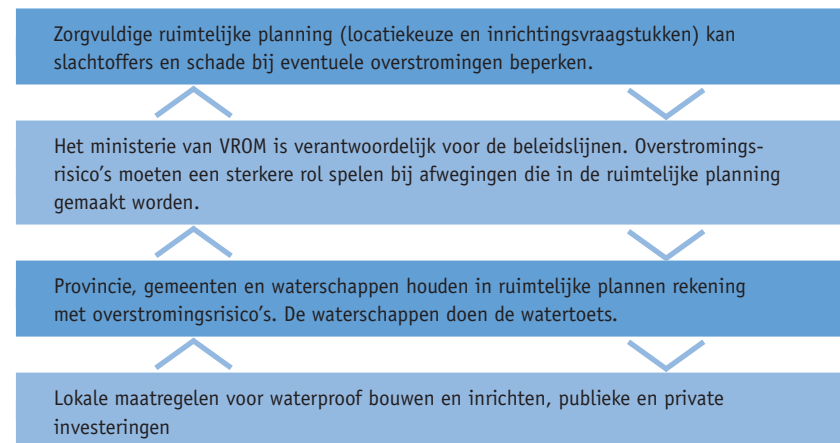 Zorgvuldige ruimtelijke planning (locatiekeuze en inrichtingsvraagstukken) kan
slachtoffers en schade bij eventuele overstromingen beperken.
Het ministerie van VROM is verantwoordelijk voor de beleidslijnen. Overstromings-
risico's moeten een sterkere rol spelen bij afwegingen die in de ruimtelijke planning
gemaakt worden.
Provincie, gemeenten en waterschappen houden in ruimtelijke plannen rekening
met overstromingsrisico's. De waterschappen doen de watertoets.
Lokale maatregelen voor waterproof bouwen en inrichten, publieke en private
investeringen